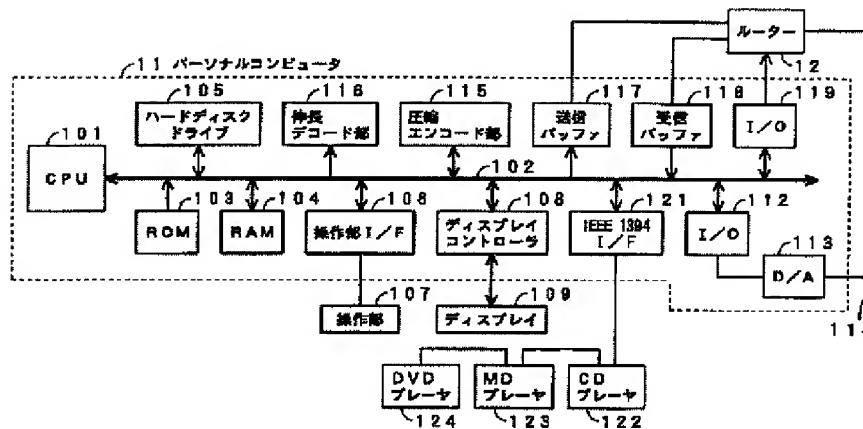 ルーター
12
11 パーソナルコンピュータ
105
116
115
117
118
119
ハードディスク
ドライブ
伸長
デコード部
圧縮
エンコード部
送信
バッファ
受信
バッファ
I/O
101
CPU
102
103
104
108
108
121
112
ROM
RAM
操作部 I/F
ディスプレイ
コントローラ
IEEE 1394
I/F
I/O
113
D/A
107
109
操作部
ディスプレイ
11
DVD
プレーヤ
MD
プレーヤ
CD
プレーヤ
124
123
122